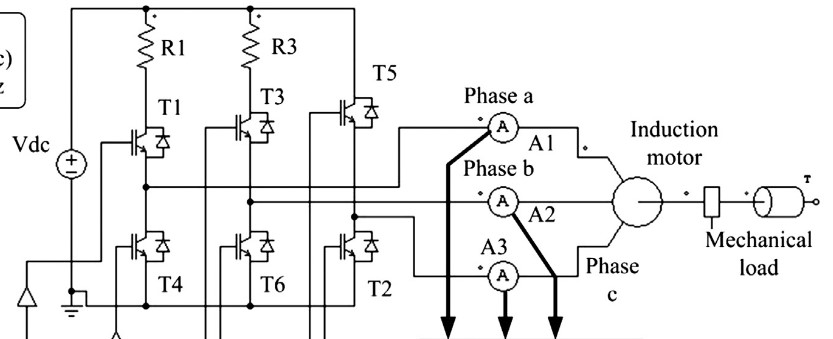 c)
z
R1
R3
T5
T1
T3
Vdc
T4
T6
T2
Phase a
A
A1
Phase b
A
A2
A3
A
Phase
c
Induction
motor
T
Mechanical
load